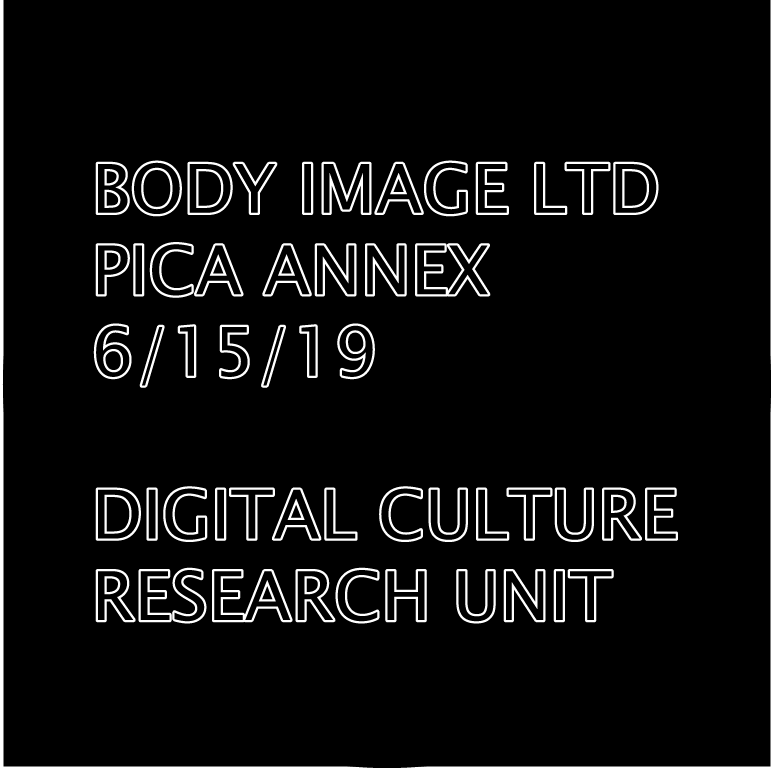 BODY IMAGE LTD
PICA ANNEX
6/15/19
DIGITAL CULTURE
RESEARCH UNIT